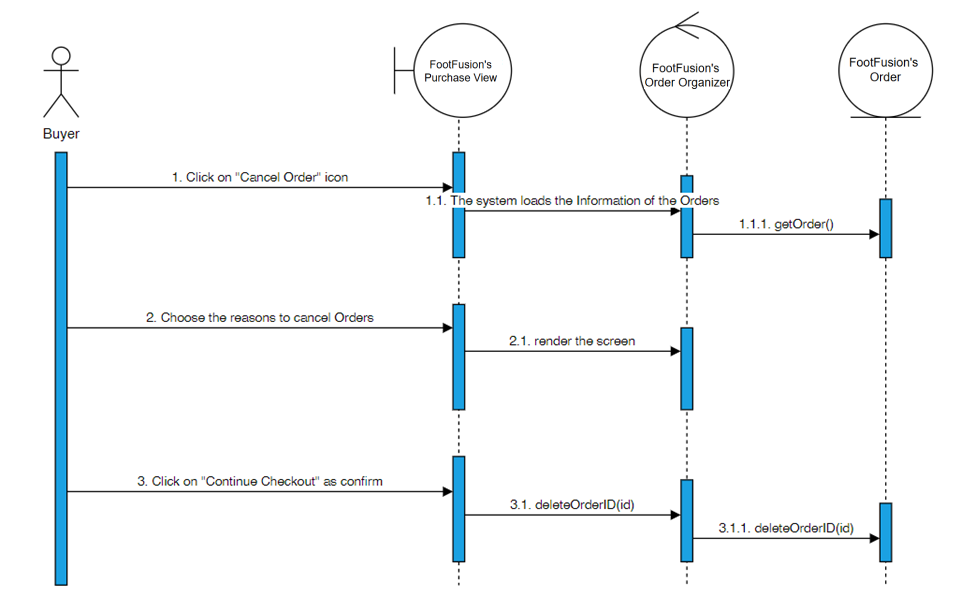 FootFusion's
Purchase View
FootFusion's
Order Organizer
FootFusion's
Order
Buyer
1. Click on "Cancel Order" icon
1.1. The system loads the Information of the Orders
1.1.1. getOrder()
2. Choose the reasons to cancel Orders
2.1. render the screen
3. Click on "Continue Checkout" as confirm
3.1. deleteOrderID(id)
3.1.1. deleteOrderID(id)